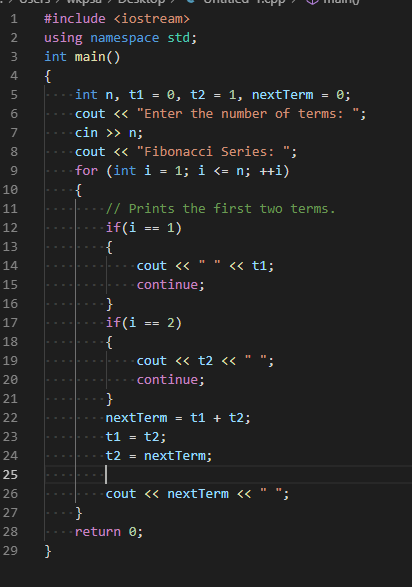 Users > wkpsa > Desktop > Untitled-1.cpp > main()
1 #include <iostream>
2 using namespace std;
3 int main()
4 {
5 int n, t1 = 0, t2 = 1, nextTerm = 0;
6 cout << "Enter the number of terms: ";
7 cin >> n;
8 cout << "Fibonacci Series: ";
9 for (int i = 1; i <= n; ++i)
10 {
11 // Prints the first two terms.
12 if(i == 1)
13 {
14 cout << " " << t1;
15 continue;
16 }
17 if(i == 2)
18 {
19 cout << t2 << " ";
20 continue;
21 }
22 nextTerm = t1 + t2;
23 t1 = t2;
24 t2 = nextTerm;
25
26 cout << nextTerm << " ";
27 }
28 return 0;
29 }